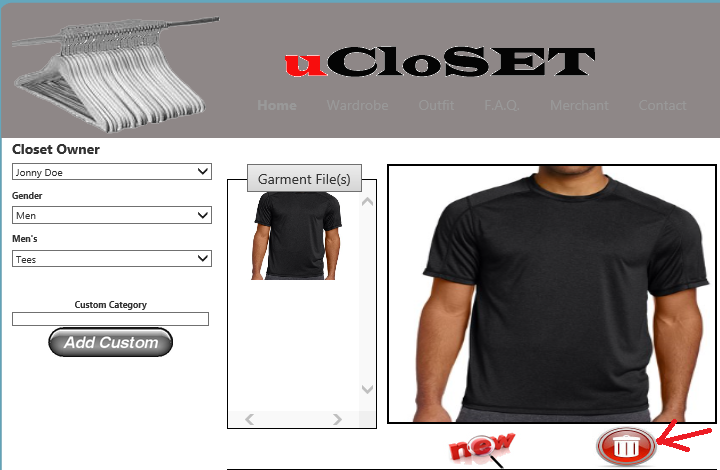 uCloSET
Home Wardrobe Outfit F.A.Q. Merchant Contact
Closet Owner
Jonny Doe
Gender
Men
Men's
Tees
Custom Category
Add Custom
Garment File(s)
new